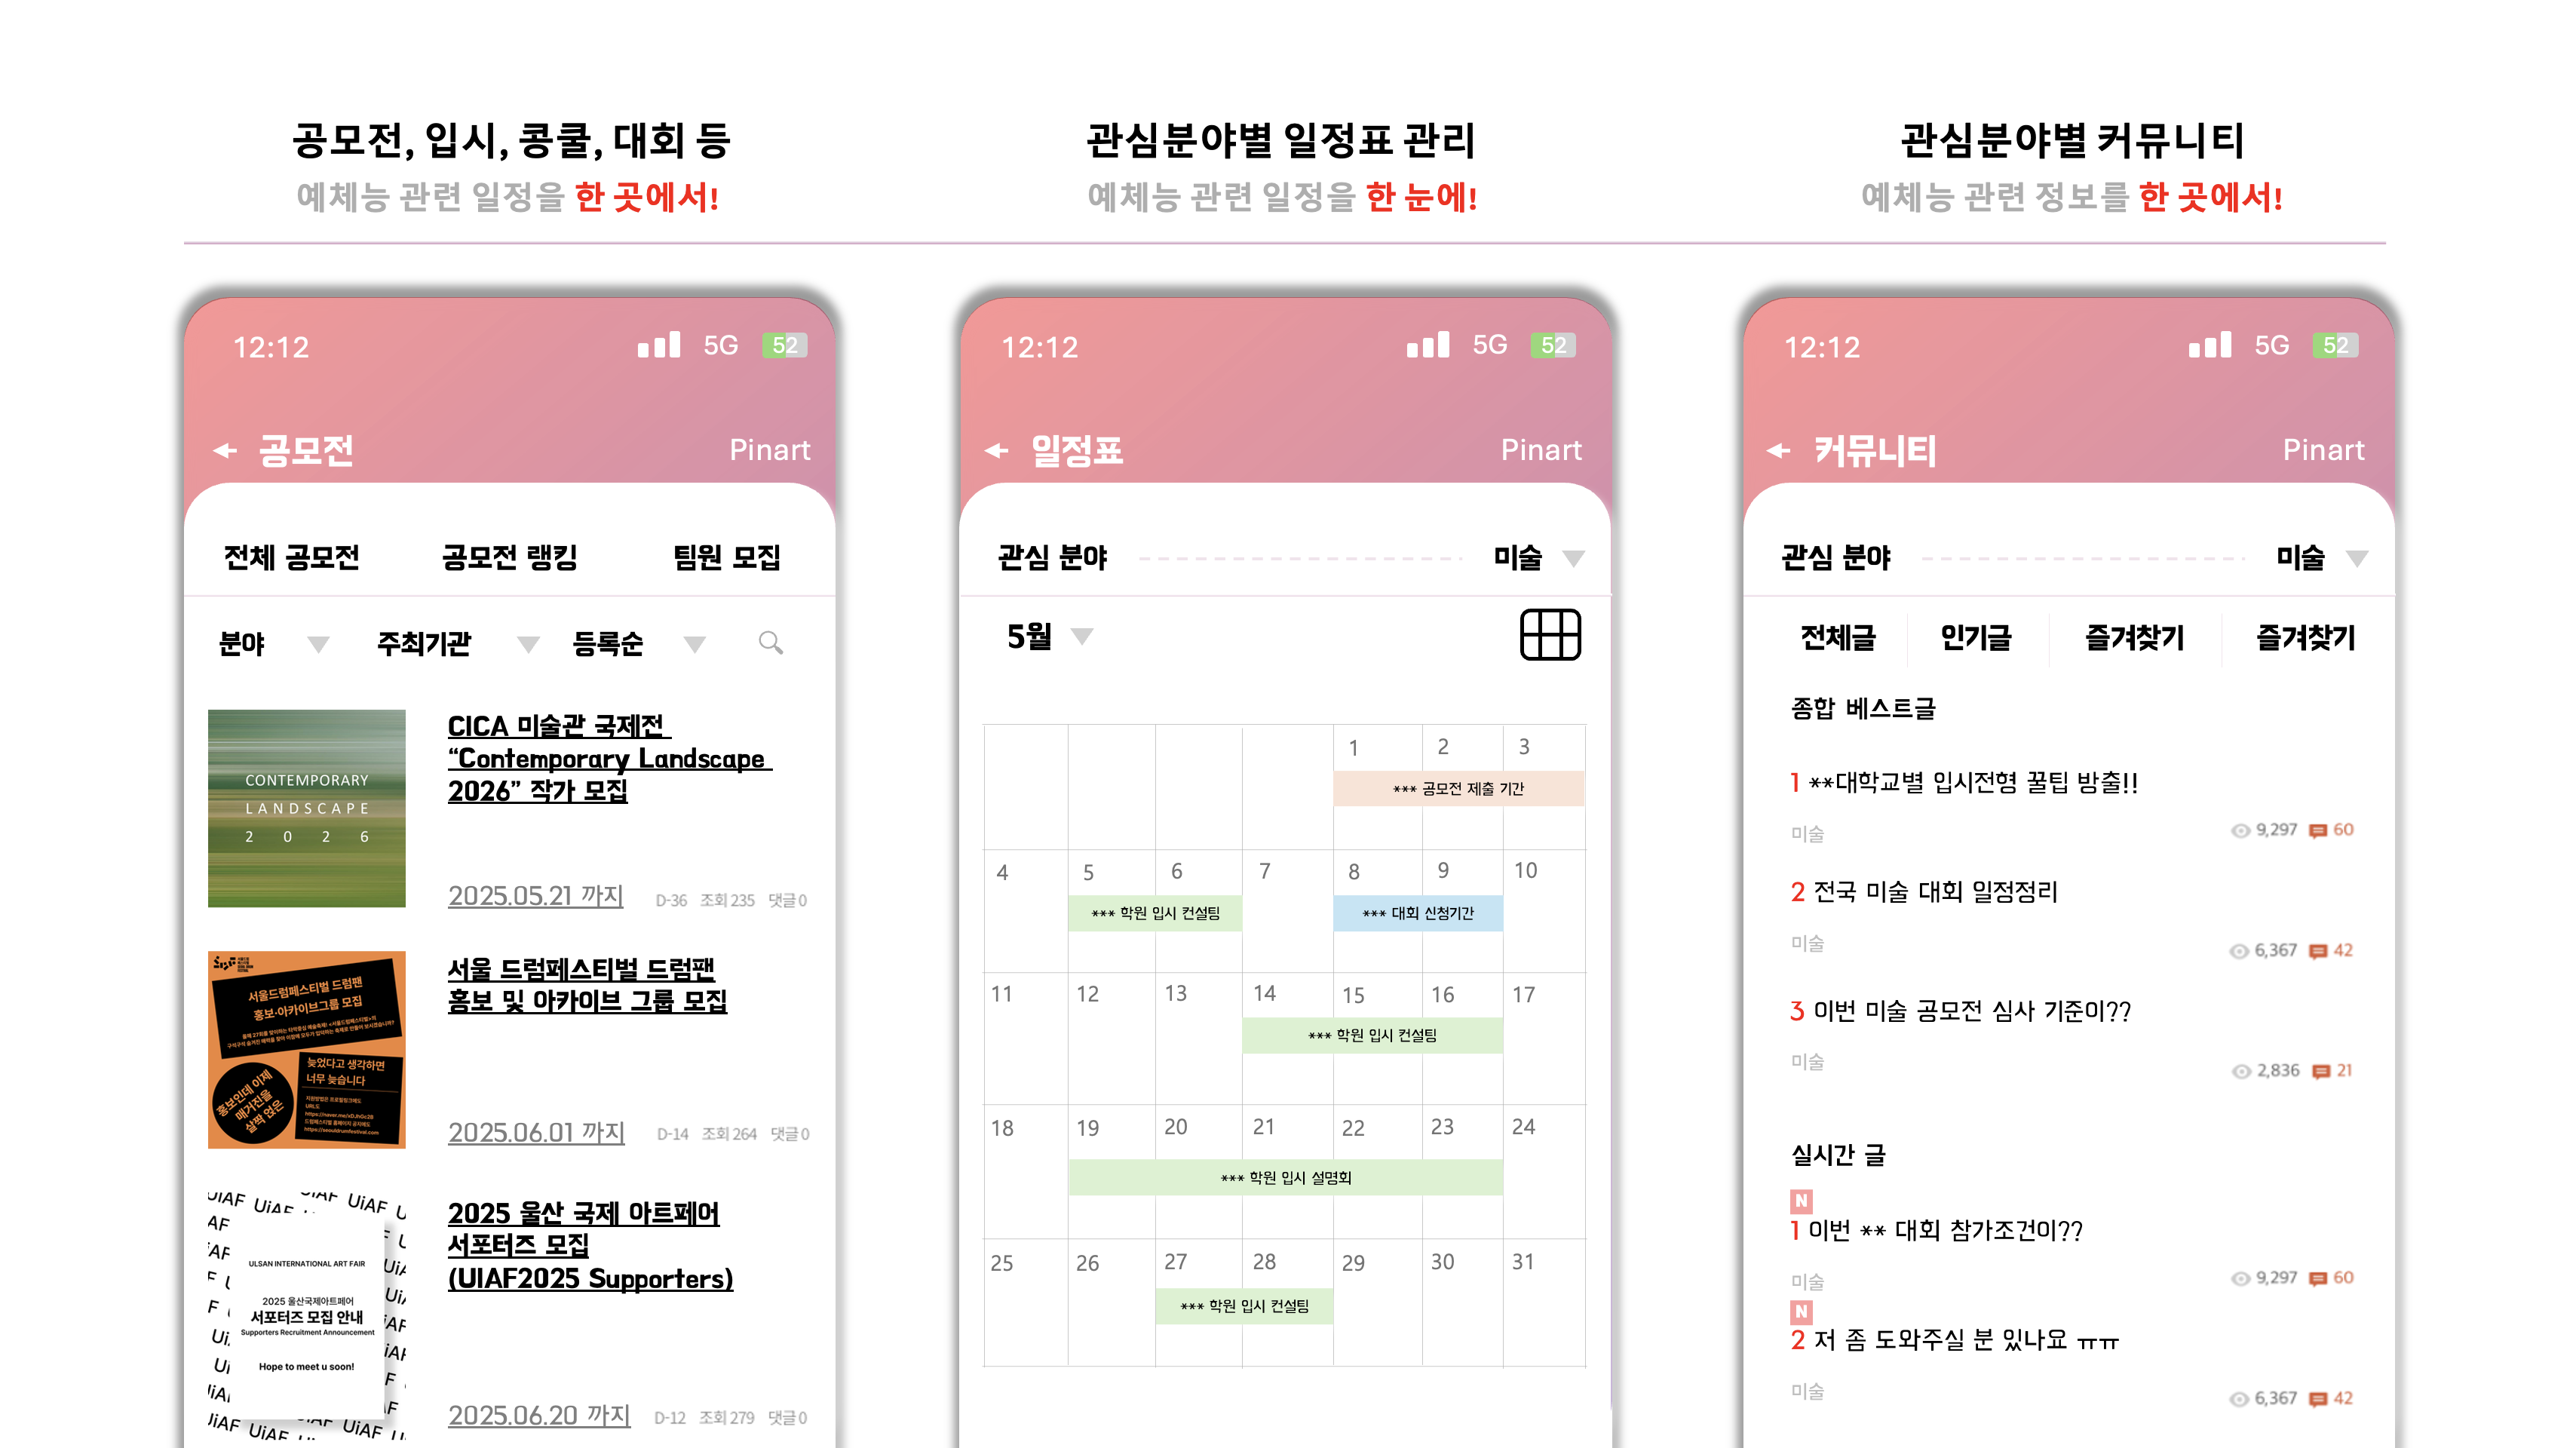 공모전, 입시, 콩쿨, 대회 등
예체능 관련 일정을 한 곳에서!
관심분야별 일정표 관리
예체능 관련 일정을 한 눈에!
관심분야별 커뮤니티
예체능 관련 정보를 한 곳에서!
12:12 5G 52
공모전 Pinart
전체 공모전 공모전 랭킹 팀원 모집
분야 주최기관 등록순
CONTEMPORARY
LANDSCAPE
2026
CICA 미술관 국제전
“Contemporary Landscape
2026” 작가 모집
2025.05.21 까지 D-36 조회 235 댓글 0
서울드럼페스티벌 드럼팬
홍보·아카이브그룹 모집
늦었다고 생각하면
너무 늦습니다
홍보인데 이제
매거진을
살짝 얹은
서울 드럼페스티벌 드럼팬
홍보 및 아카이브 그룹 모집
2025.06.01 까지 D-14 조회 264 댓글 0
ULSAN INTERNATIONAL ART FAIR
2025 울산국제아트페어
서포터즈 모집 안내
Supporters Recruitment Announcement
Hope to meet u soon!
2025 울산 국제 아트페어
서포터즈 모집
(UIAF2025 Supporters)
2025.06.20 까지 D-12 조회 279 댓글 0
12:12 5G 52
일정표 Pinart
관심 분야 미술
5월
1 2 3
*** 공모전 제출 기간
4 5 6 7 8 9 10
*** 학원 입시 컨설팅 *** 대회 신청기간
11 12 13 14 15 16 17
*** 학원 입시 컨설팅
18 19 20 21 22 23 24
*** 학원 입시 설명회
25 26 27 28 29 30 31
*** 학원 입시 컨설팅
12:12 5G 52
커뮤니티 Pinart
관심 분야 미술
전체글 인기글 즐겨찾기 즐겨찾기
종합 베스트글
1 **대학교별 입시전형 꿀팁 방출!!
미술 9,297 60
2 전국 미술 대회 일정정리
미술 6,367 42
3 이번 미술 공모전 심사 기준이??
미술 2,836 21
실시간 글
N
1 이번 ** 대회 참가조건이??
미술 9,297 60
N
2 저 좀 도와주실 분 있나요 ㅠㅠ
미술 6,367 42